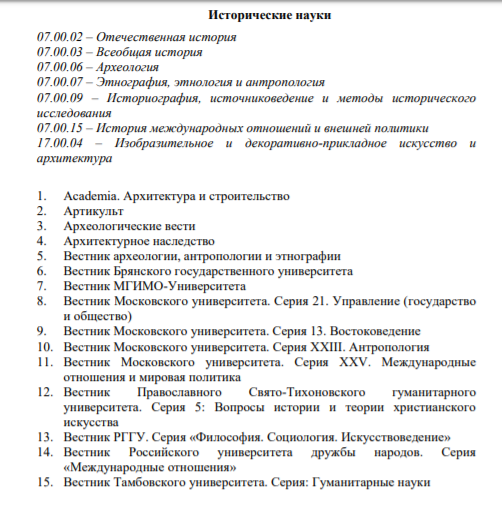 Исторические науки
07.00.02 – Отечественная история
07.00.03 – Всеобщая история
07.00.06 – Археология
07.00.07 – Этнография, этнология и антропология
07.00.09 – Историография, источниковедение и методы исторического
исследования
07.00.15 – История международных отношений и внешней политики
17.00.04 – Изобразительное и декоративно-прикладное искусство и
архитектура
1. Academia. Архитектура и строительство
2. Артикульт
3. Археологические вести
4. Архитектурное наследство
5. Вестник археологии, антропологии и этнографии
6. Вестник Брянского государственного университета
7. Вестник МГИМО-Университета
8. Вестник Московского университета. Серия 21. Управление (государство
и общество)
9. Вестник Московского университета. Серия 13. Востоковедение
10. Вестник Московского университета. Серия XXIII. Антропология
11. Вестник Московского университета. Серия XXV. Международные
отношения и мировая политика
12. Вестник Православного Свято-Тихоновского гуманитарного
университета. Серия 5: Вопросы истории и теории христианского
искусства
13. Вестник РГГУ. Серия «Философия. Социология. Искусствоведение»
14. Вестник Российского университета дружбы народов. Серия
«Международные отношения»
15. Вестник Тамбовского университета. Серия: Гуманитарные науки